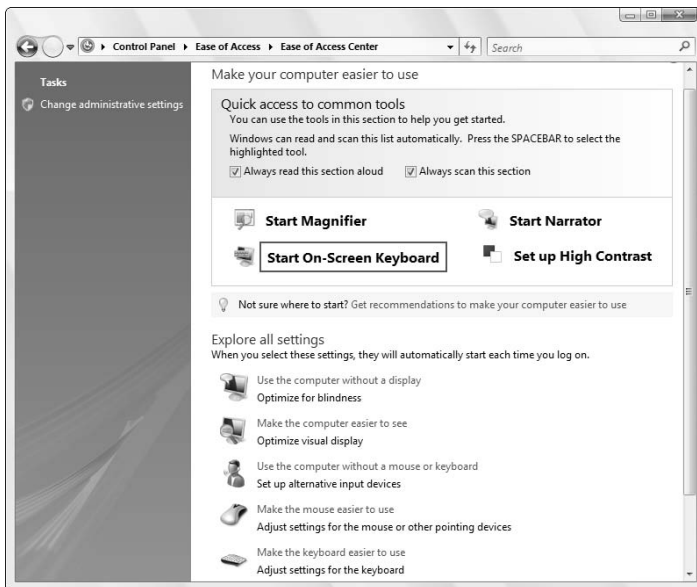 Control Panel ▸ Ease of Access ▸ Ease of Access Center
Search
Tasks
Change administrative settings
Make your computer easier to use
Quick access to common tools
You can use the tools in this section to help you get started.
Windows can read and scan this list automatically. Press the SPACEBAR to select the
highlighted tool.
Always read this section aloud
Always scan this section
Start Magnifier
Start Narrator
Start On-Screen Keyboard
Set up High Contrast
Not sure where to start? Get recommendations to make your computer easier to use
Explore all settings
When you select these settings, they will automatically start each time you log on.
Use the computer without a display
Optimize for blindness
Make the computer easier to see
Optimize visual display
Use the computer without a mouse or keyboard
Set up alternative input devices
Make the mouse easier to use
Adjust settings for the mouse or other pointing devices
Make the keyboard easier to use
Adjust settings for the keyboard